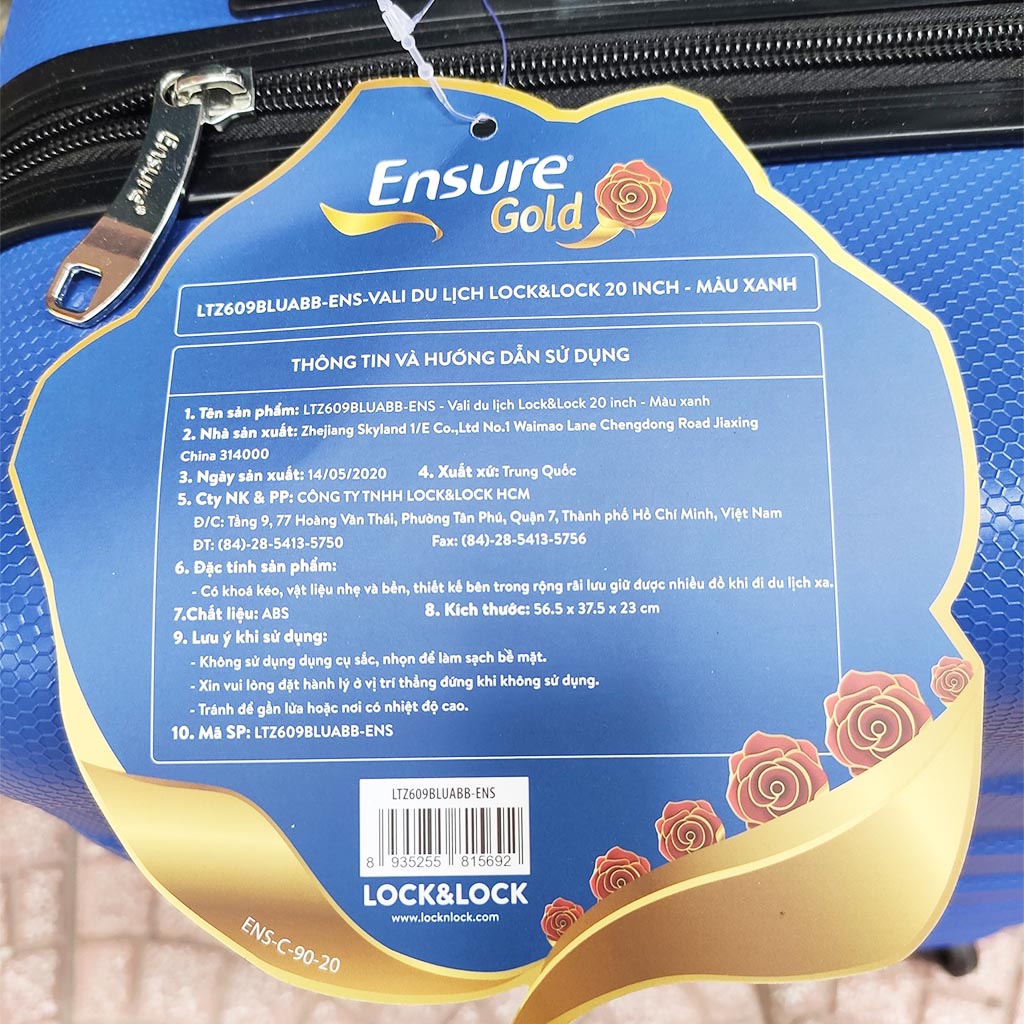 Ensure®
Ensure®
Gold
LTZ609BLUABB-ENS-VALI DU LỊCH LOCK&LOCK 20 INCH - MÀU XANH
THÔNG TIN VÀ HƯỚNG DẪN SỬ DỤNG
1. Tên sản phẩm: LTZ609BLUABB-ENS - Vali du lịch Lock&Lock 20 inch - Màu xanh
2. Nhà sản xuất: Zhejiang Skyland 1/E Co.,Ltd No.1 Waimao Lane Chengdong Road Jiaxing
China 314000
3. Ngày sản xuất: 14/05/2020 4. Xuất xứ: Trung Quốc
5. Cty NK & PP: CÔNG TY TNHH LOCK&LOCK HCM
Đ/C: Tầng 9, 77 Hoàng Văn Thái, Phường Tân Phú, Quận 7, Thành phố Hồ Chí Minh, Việt Nam
ĐT: (84)-28-5413-5750 Fax: (84)-28-5413-5756
6. Đặc tính sản phẩm:
- Có khoá kéo, vật liệu nhẹ và bền, thiết kế bên trong rộng rãi lưu giữ được nhiều đồ khi đi du lịch xa.
7.Chất liệu: ABS 8. Kích thước: 56.5 x 37.5 x 23 cm
9. Lưu ý khi sử dụng:
- Không sử dụng dụng cụ sắc, nhọn để làm sạch bề mặt.
- Xin vui lòng đặt hành lý ở vị trí thẳng đứng khi không sử dụng.
- Tránh để gần lửa hoặc nơi có nhiệt độ cao.
10. Mã SP: LTZ609BLUABB-ENS
LTZ609BLUABB-ENS
8 935255 815692
LOCK&LOCK
www.locknlock.com
ENS-C-90-20